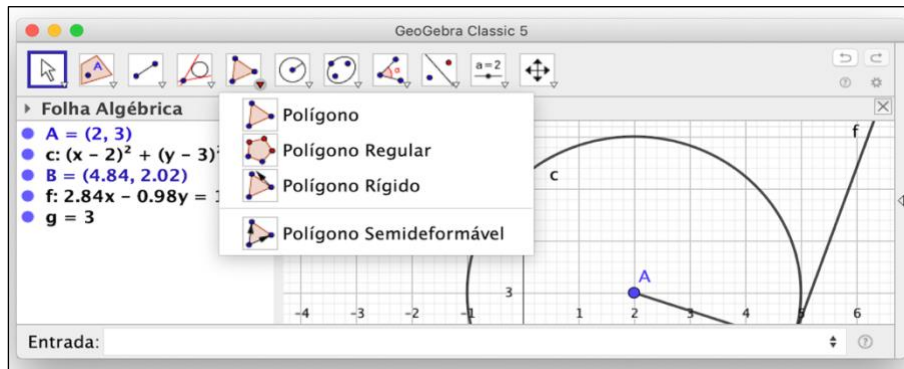 GeoGebra Classic 5
A
a=2
Folha Algébrica
A = (2, 3)
c: (x – 2)² + (y – 3)
B = (4.84, 2.02)
f: 2.84x – 0.98y =
g = 3
Polígono
Polígono Regular
Polígono Rígido
Polígono Semideformável
f
c
A
3
-4 -3 -2 -1 1 2 3 4 5 6
Entrada: